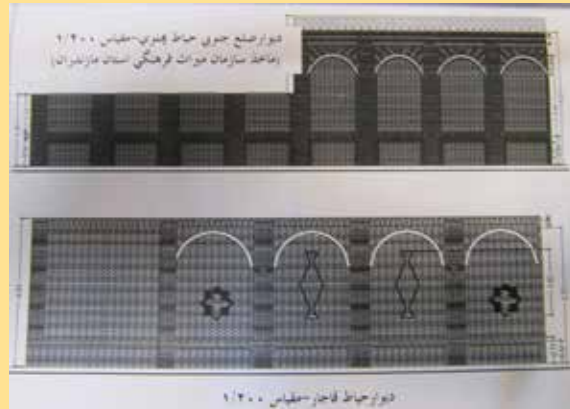 دیوار ضلع جنوبی حیاط پهلوی-مقیاس ۱/۲۰۰
(ماخذ سازمان میراث فرهنگی استان مازندران)
دیوار حیاط قاجار-مقیاس ۱/۲۰۰